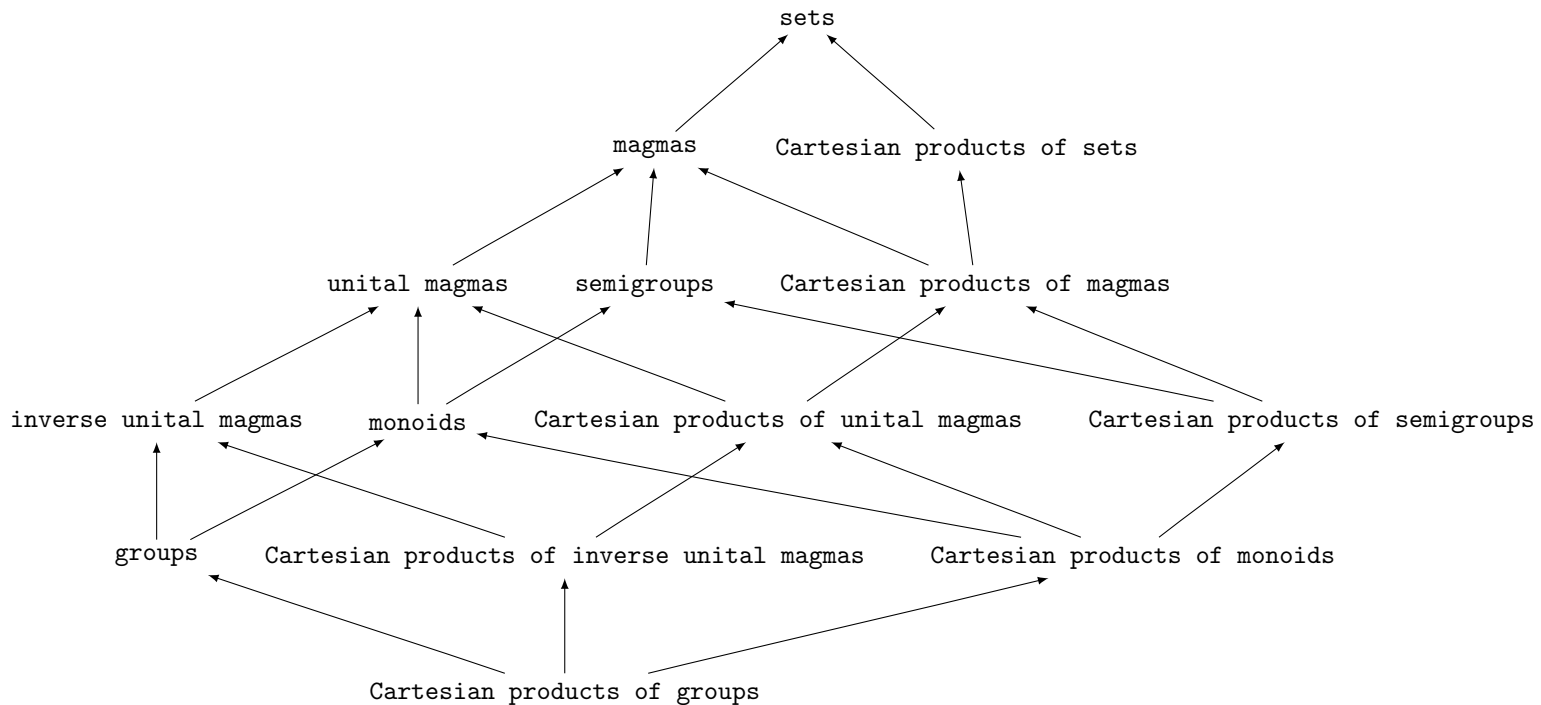 sets
magmas
Cartesian products of sets
unital magmas
semigroups
Cartesian products of magmas
inverse unital magmas
monoids
Cartesian products of unital magmas
Cartesian products of semigroups
groups
Cartesian products of inverse unital magmas
Cartesian products of monoids
Cartesian products of groups